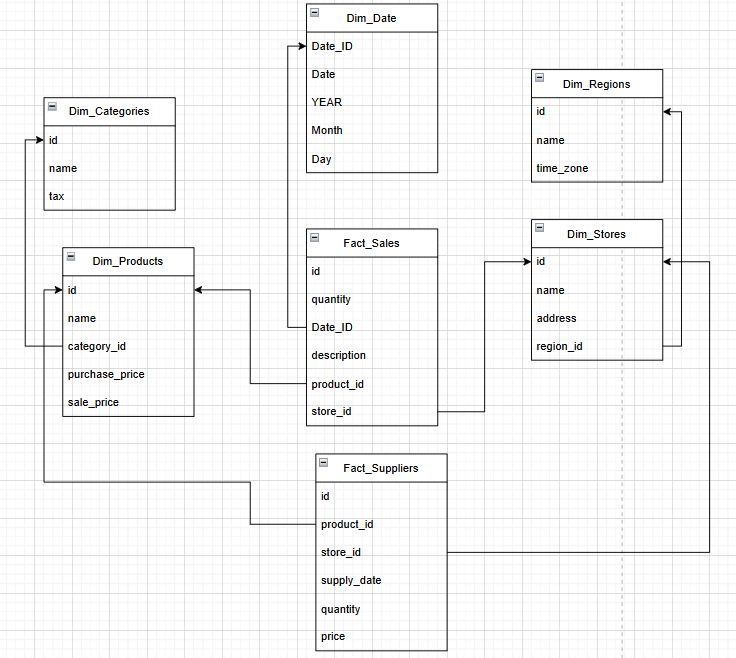 Dim_Date
Date_ID
Date
YEAR
Month
Day
Dim_Regions
id
name
time_zone
Dim_Categories
id
name
tax
Dim_Stores
id
name
address
region_id
Fact_Sales
id
quantity
Date_ID
description
product_id
store_id
Dim_Products
id
name
category_id
purchase_price
sale_price
Fact_Suppliers
id
product_id
store_id
supply_date
quantity
price